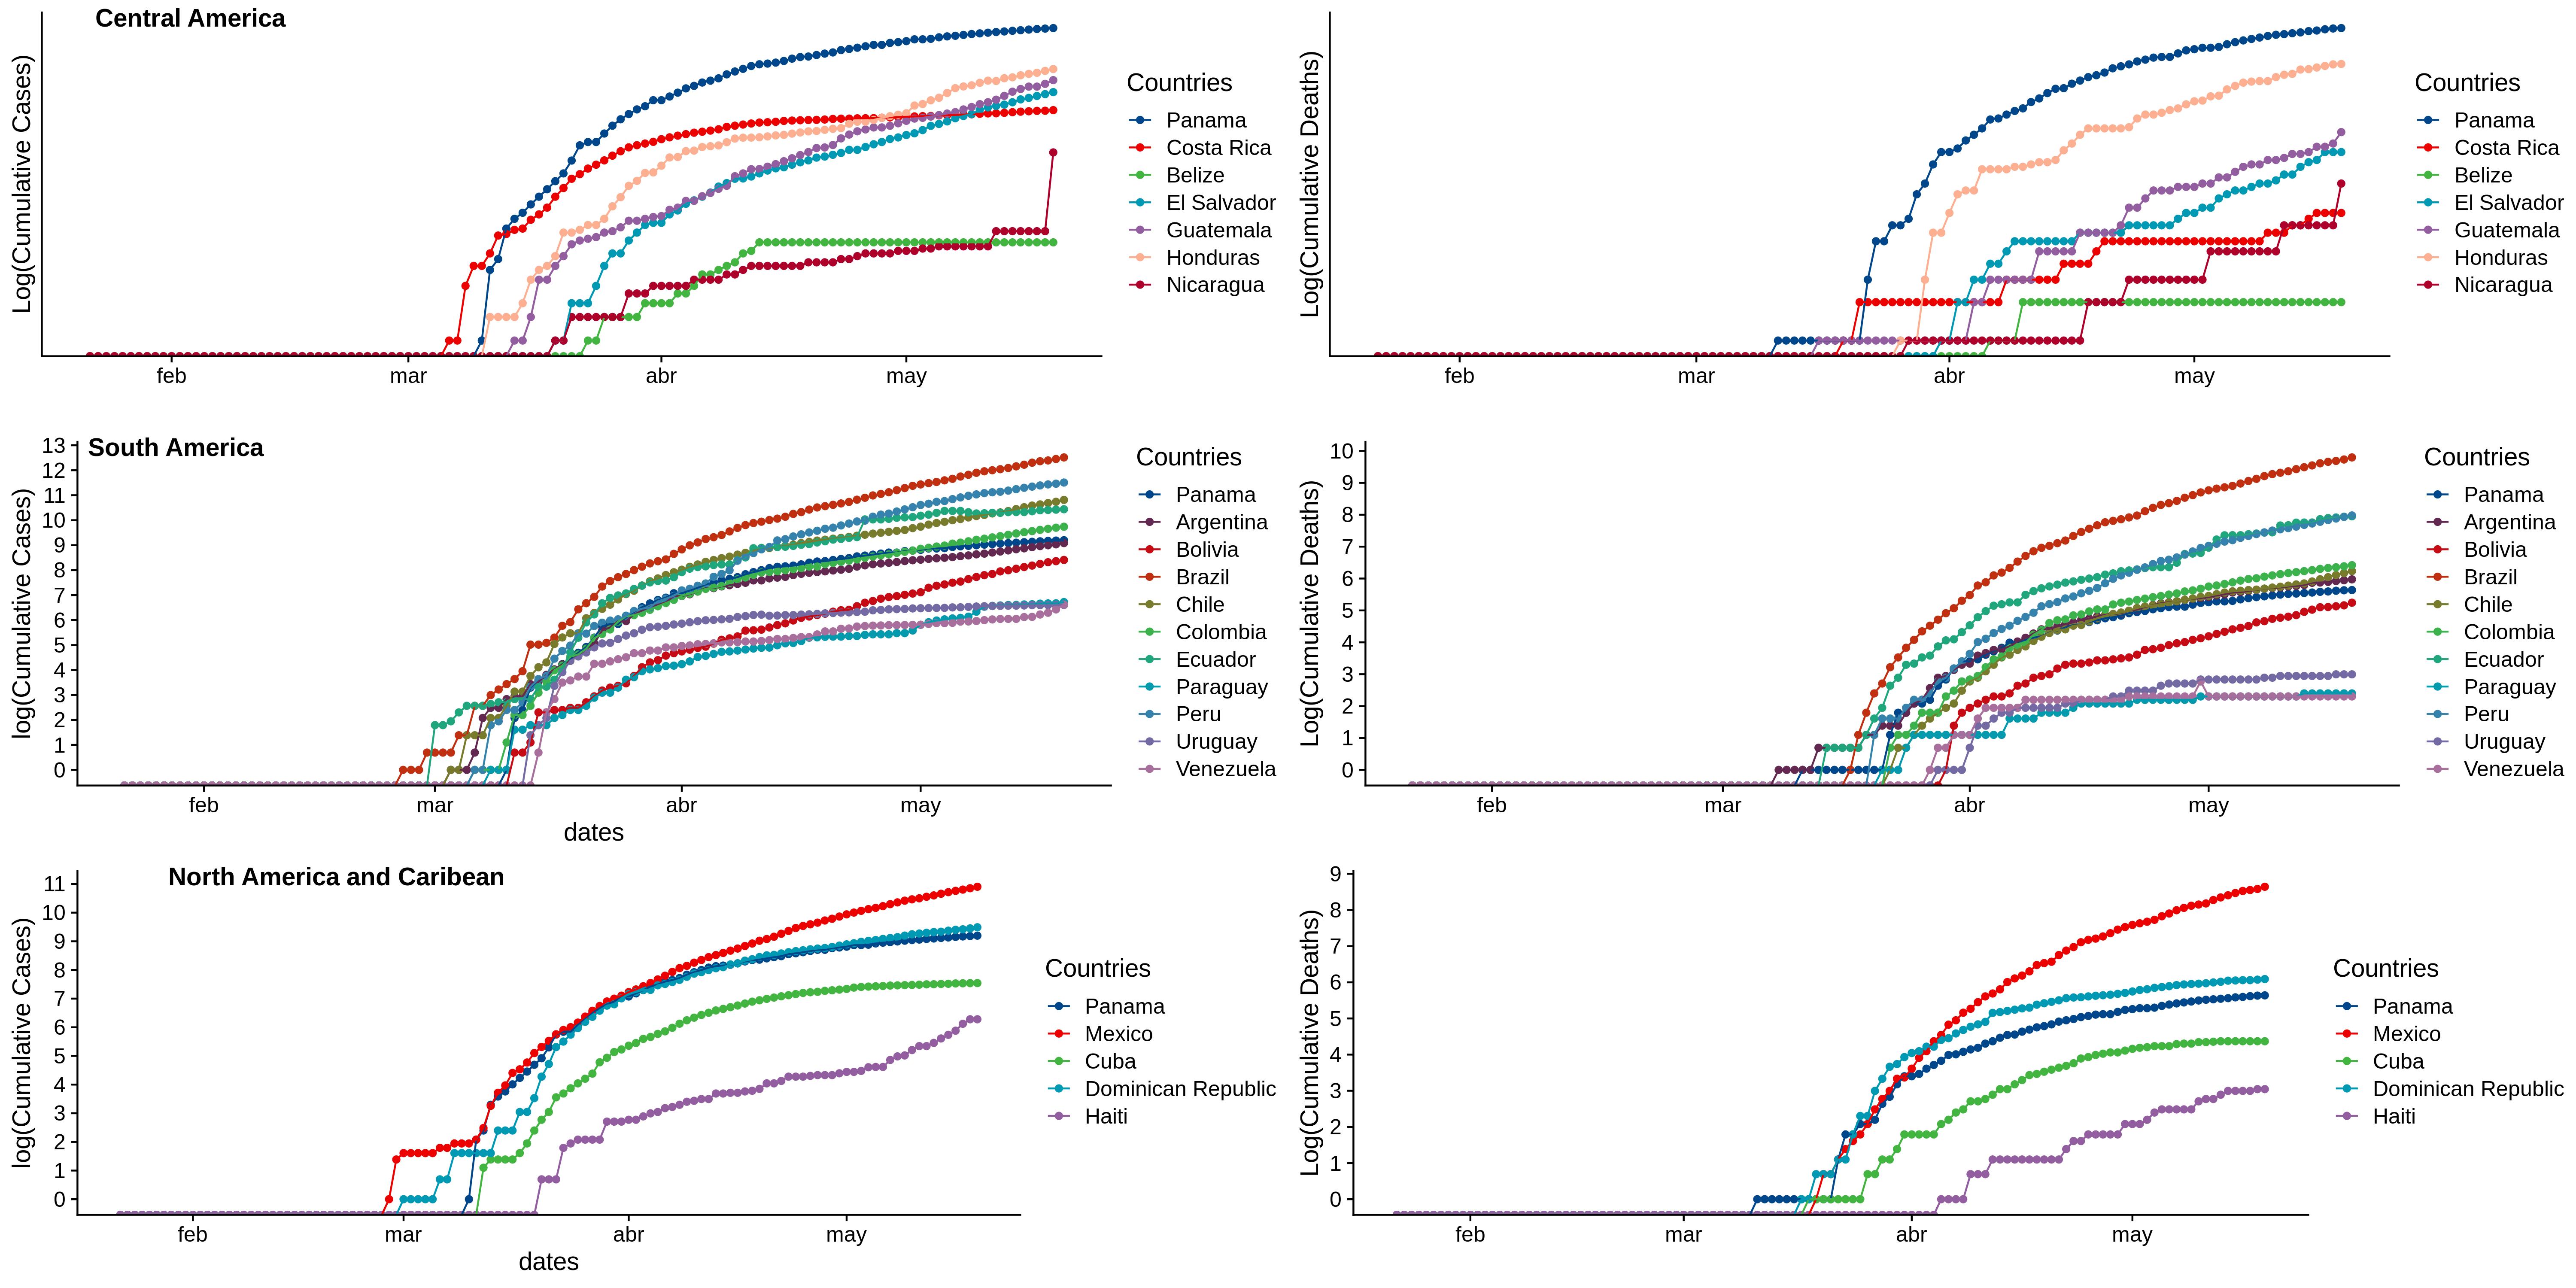 Central America
Log(Cumulative Cases)
feb mar abr may
Countries
Panama
Costa Rica
Belize
El Salvador
Guatemala
Honduras
Nicaragua
Log(Cumulative Deaths)
feb mar abr may
Countries
Panama
Costa Rica
Belize
El Salvador
Guatemala
Honduras
Nicaragua
South America
log(Cumulative Cases)
13
12
11
10
9
8
7
6
5
4
3
2
1
0
feb mar abr may
dates
Countries
Panama
Argentina
Bolivia
Brazil
Chile
Colombia
Ecuador
Paraguay
Peru
Uruguay
Venezuela
Log(Cumulative Deaths)
10
9
8
7
6
5
4
3
2
1
0
feb mar abr may
Countries
Panama
Argentina
Bolivia
Brazil
Chile
Colombia
Ecuador
Paraguay
Peru
Uruguay
Venezuela
North America and Caribean
log(Cumulative Cases)
11
10
9
8
7
6
5
4
3
2
1
0
feb mar abr may
dates
Countries
Panama
Mexico
Cuba
Dominican Republic
Haiti
Log(Cumulative Deaths)
9
8
7
6
5
4
3
2
1
0
feb mar abr may
Countries
Panama
Mexico
Cuba
Dominican Republic
Haiti